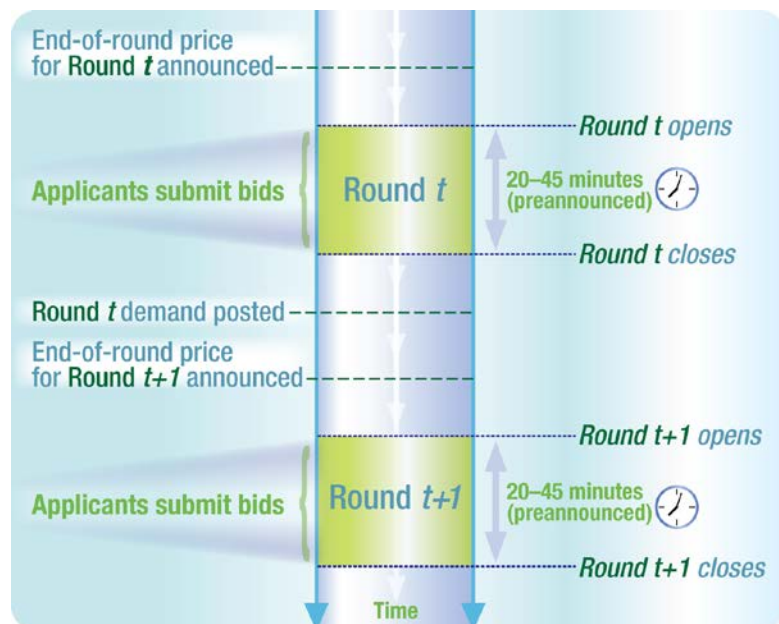 End-of-round price
for Round t announced
Round t opens
Applicants submit bids
Round t
20–45 minutes
(preannounced)
Round t closes
Round t demand posted
End-of-round price
for Round t+1 announced
Round t+1 opens
Applicants submit bids
Round t+1
20–45 minutes
(preannounced)
Round t+1 closes
Time